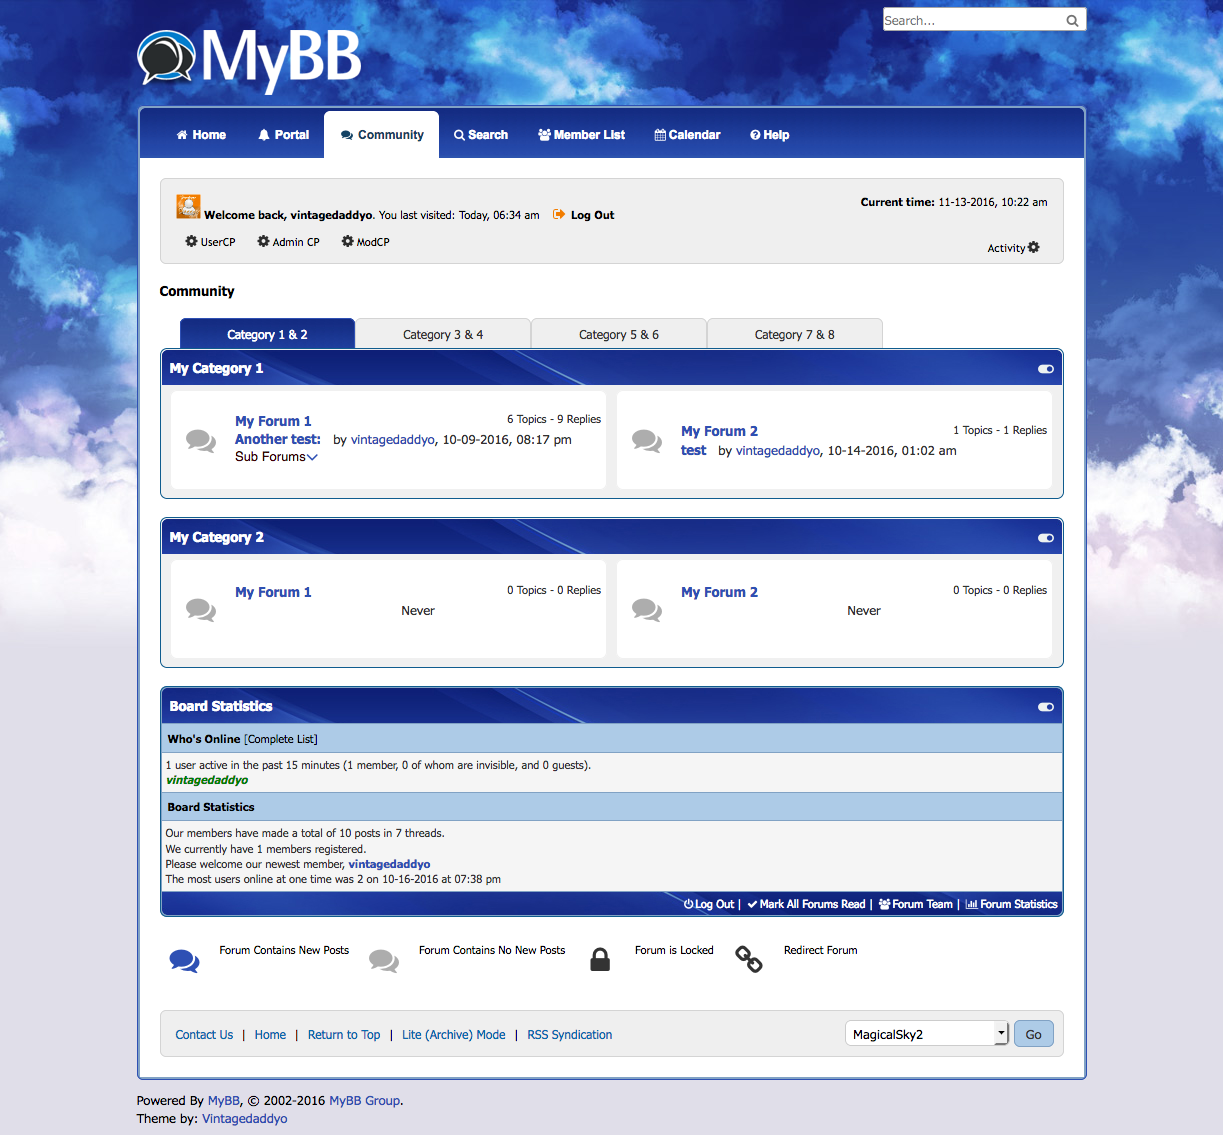 Search...
MyBB
Home Portal Community Search Member List Calendar Help
Welcome back, vintagedaddyo. You last visited: Today, 06:34 am Log Out
Current time: 11-13-2016, 10:22 am
UserCP Admin CP ModCP
Activity
Community
Category 1 & 2 Category 3 & 4 Category 5 & 6 Category 7 & 8
My Category 1
My Forum 1 6 Topics - 9 Replies
Another test: by vintagedaddyo, 10-09-2016, 08:17 pm
Sub Forums
My Forum 2 1 Topics - 1 Replies
test by vintagedaddyo, 10-14-2016, 01:02 am
My Category 2
My Forum 1 0 Topics - 0 Replies
Never
My Forum 2 0 Topics - 0 Replies
Never
Board Statistics
Who's Online [Complete List]
1 user active in the past 15 minutes (1 member, 0 of whom are invisible, and 0 guests).
vintagedaddyo
Board Statistics
Our members have made a total of 10 posts in 7 threads.
We currently have 1 members registered.
Please welcome our newest member, vintagedaddyo
The most users online at one time was 2 on 10-16-2016 at 07:38 pm
Log Out | Mark All Forums Read | Forum Team | Forum Statistics
Forum Contains New Posts Forum Contains No New Posts Forum is Locked Redirect Forum
Contact Us | Home | Return to Top | Lite (Archive) Mode | RSS Syndication
MagicalSky2 Go
Powered By MyBB, © 2002-2016 MyBB Group.
Theme by: Vintagedaddyo